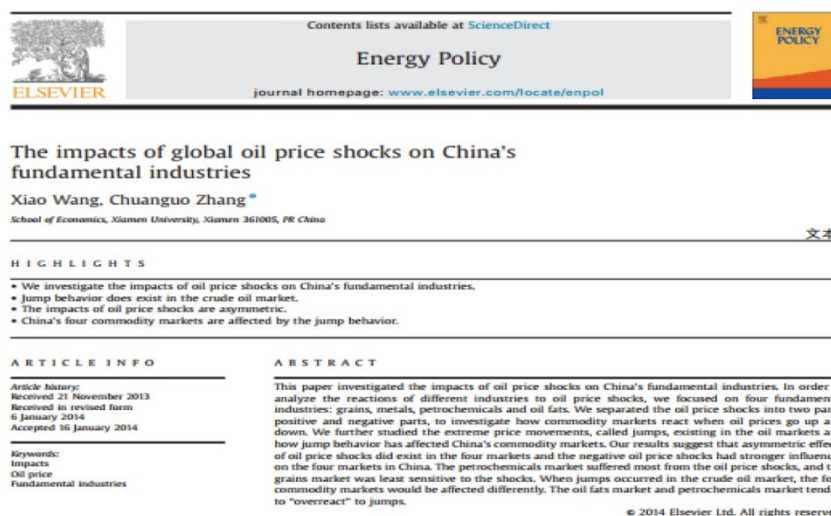 Contents lists available at ScienceDirect
Energy Policy
journal homepage: www.elsevier.com/locate/enpol
ELSEVIER
ENERGY
POLICY
The impacts of global oil price shocks on China's
fundamental industries
Xiao Wang, Chuanguo Zhang*
School of Economics, Xiamen University, Xiamen 361005, PR China
文本
HIGHLIGHTS
• We investigate the impacts of oil price shocks on China's fundamental industries.
• Jump behavior does exist in the crude oil market.
• The impacts of oil price shocks are asymmetric.
• China's four commodity markets are affected by the jump behavior.
ARTICLE INFO
Article history:
Received 21 November 2013
Received in revised form
6 January 2014
Accepted 16 January 2014
Keywords:
Impacts
Oil price
Fundamental industries
ABSTRACT
This paper investigated the impacts of oil price shocks on China's fundamental industries. In order
analyze the reactions of different industries to oil price shocks, we focused on four fundament
industries: grains, metals, petrochemicals and oil fats. We separated the oil price shocks into two par
positive and negative parts, to investigate how commodity markets react when oil prices go up a
down. We further studied the extreme price movements, called jumps, existing in the oil markets a
how jump behavior has affected China's commodity markets. Our results suggest that asymmetric effe
of oil price shocks did exist in the four markets and the negative oil price shocks had stronger influen
on the four markets in China. The petrochemicals market suffered most from the oil price shocks, and t
grains market was least sensitive to the shocks. When jumps occurred in the crude oil market, the fo
commodity markets would be affected differently. The oil fats market and petrochemicals market tend
to "overreact" to jumps.
© 2014 Elsevier Ltd. All rights reserve